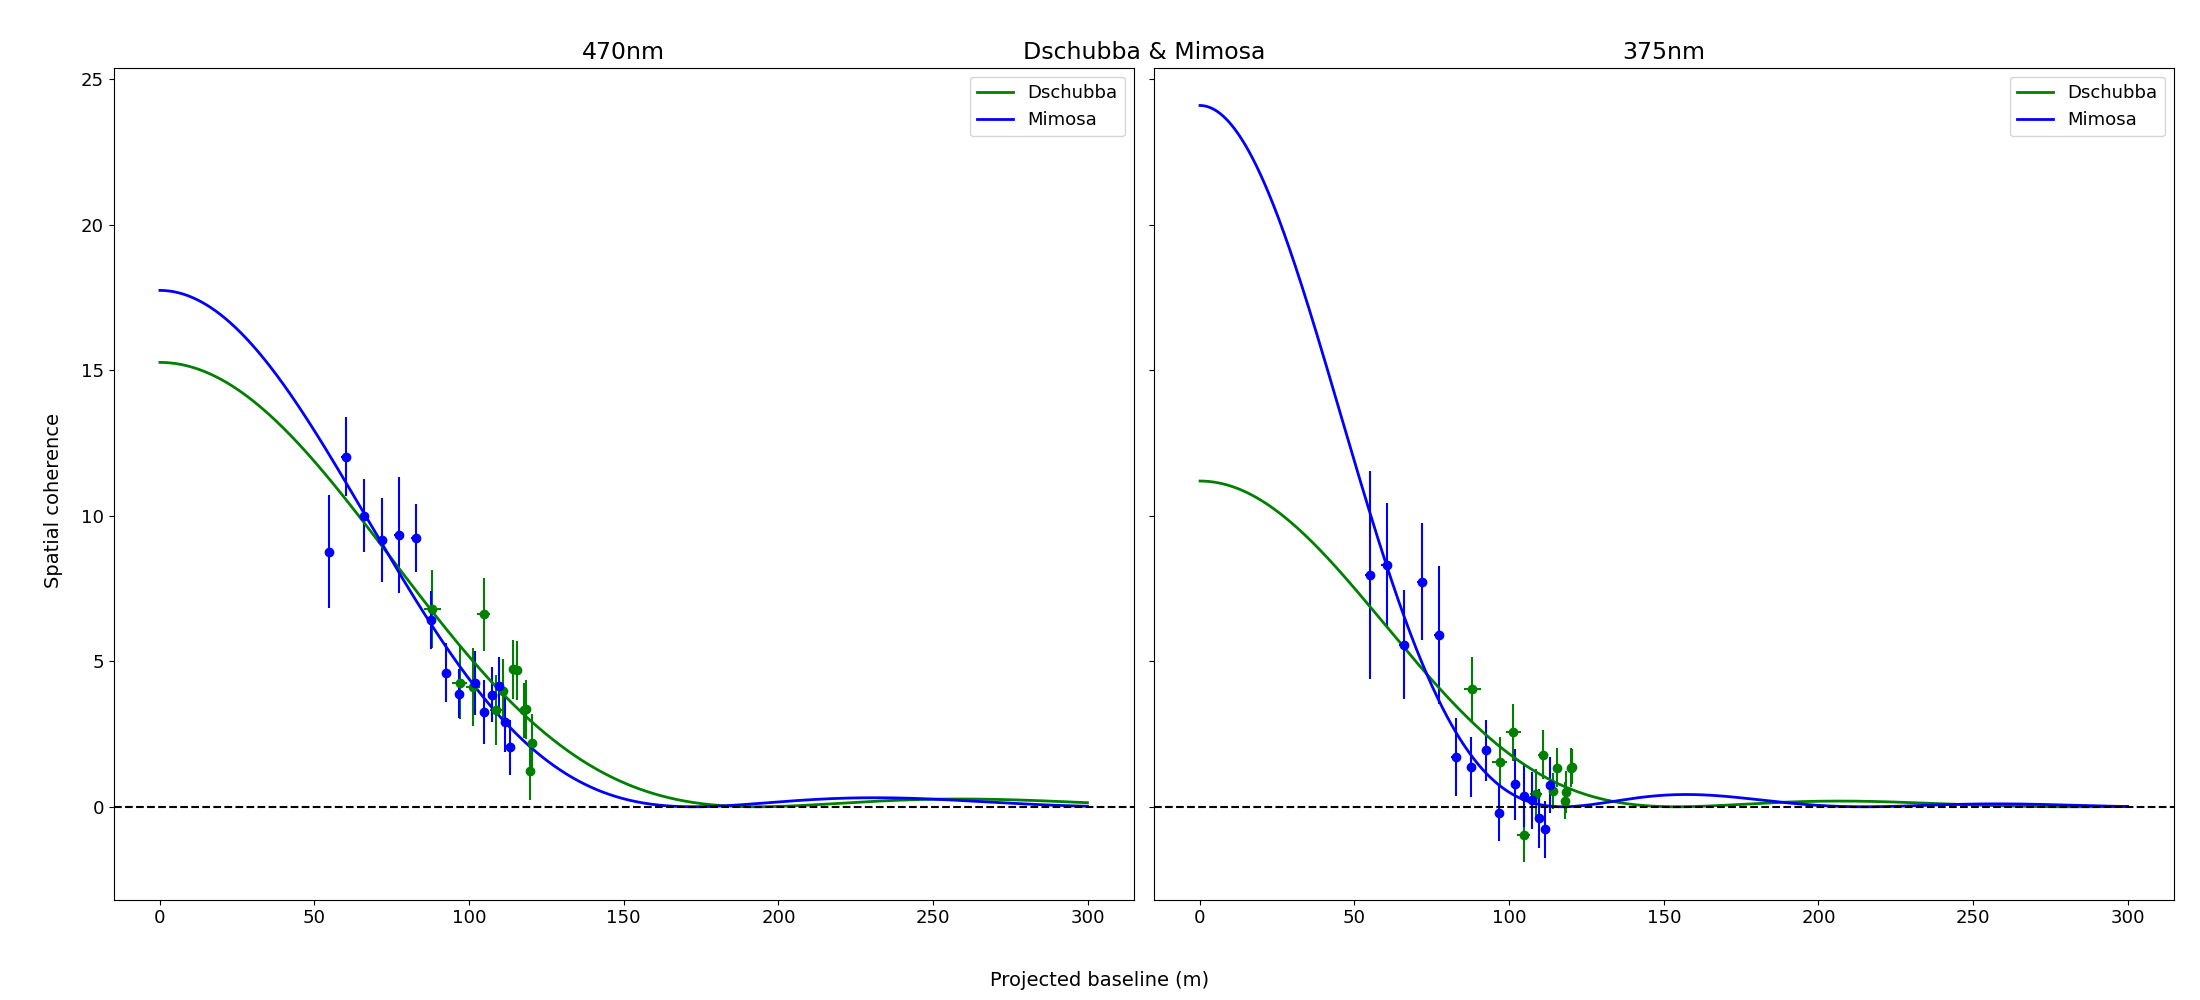 470nm
Dschubba & Mimosa
375nm
Dschubba
Mimosa
Dschubba
Mimosa
25
20
15
10
5
0
Spatial coherence
0 50 100 150 200 250 300
0 50 100 150 200 250 300
Projected baseline (m)